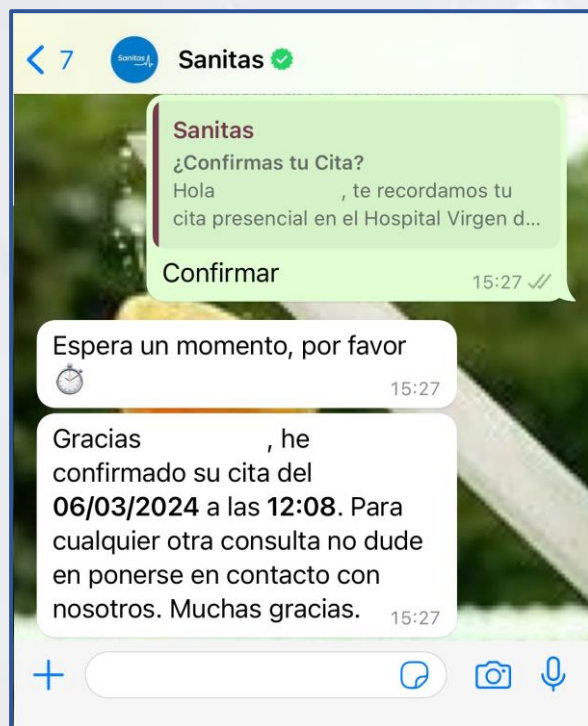 7 Sanitas Sanitas
Sanitas
¿Confirmas tu Cita?
Hola , te recordamos tu
cita presencial en el Hospital Virgen d...
Confirmar 15:27
Espera un momento, por favor
15:27
Gracias , he
confirmado su cita del
06/03/2024 a las 12:08. Para
cualquier otra consulta no dude
en ponerse en contacto con
nosotros. Muchas gracias. 15:27